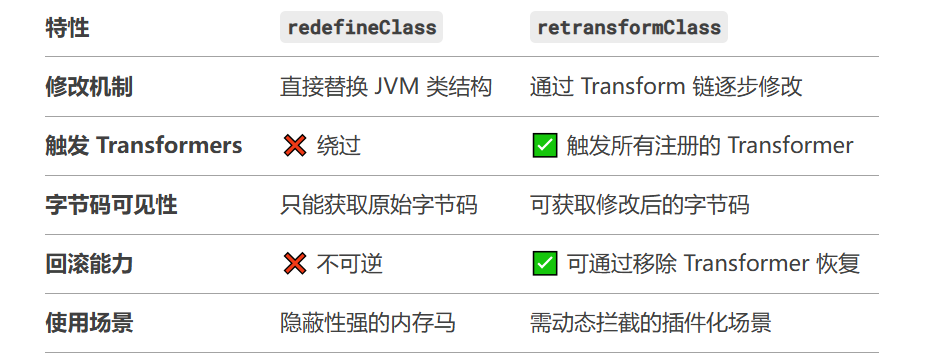 特性 redefineClass retransformClass
修改机制 直接替换 JVM 类结构 通过 Transform 链逐步修改
触发 Transformers ❌ 绕过 ✅ 触发所有注册的 Transformer
字节码可见性 只能获取原始字节码 可获取修改后的字节码
回滚能力 ❌ 不可逆 ✅ 可通过移除 Transformer 恢复
使用场景 隐蔽性强的内存马 需动态拦截的插件化场景